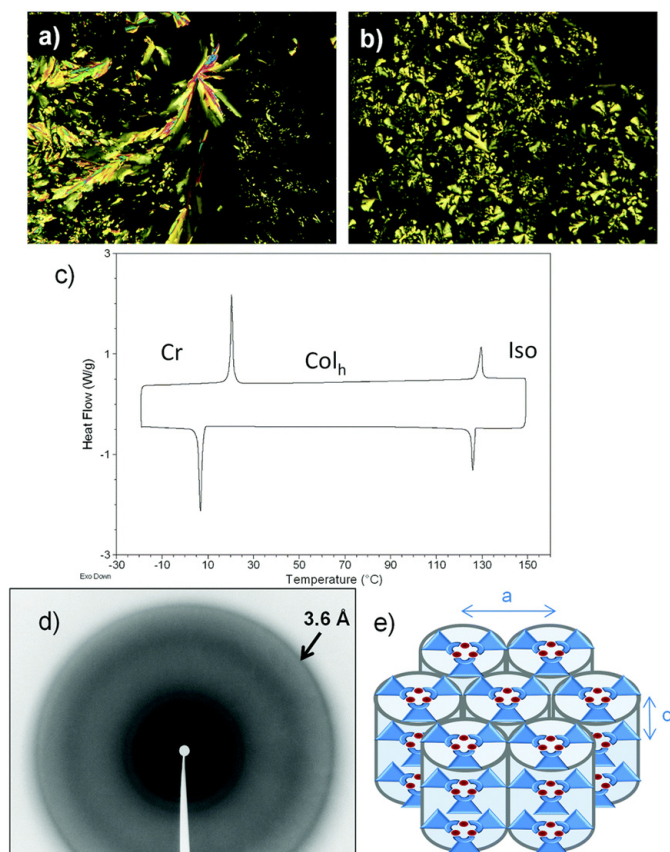 a)
b)
c)
3
1
-1
-3
Heat Flow (W/g)
Cr
Colh
Iso
-30
-10
10
30
50
70
90
110
130
150
Exo Down
Temperature (°C)
d)
3.6 Å
e)
a
c